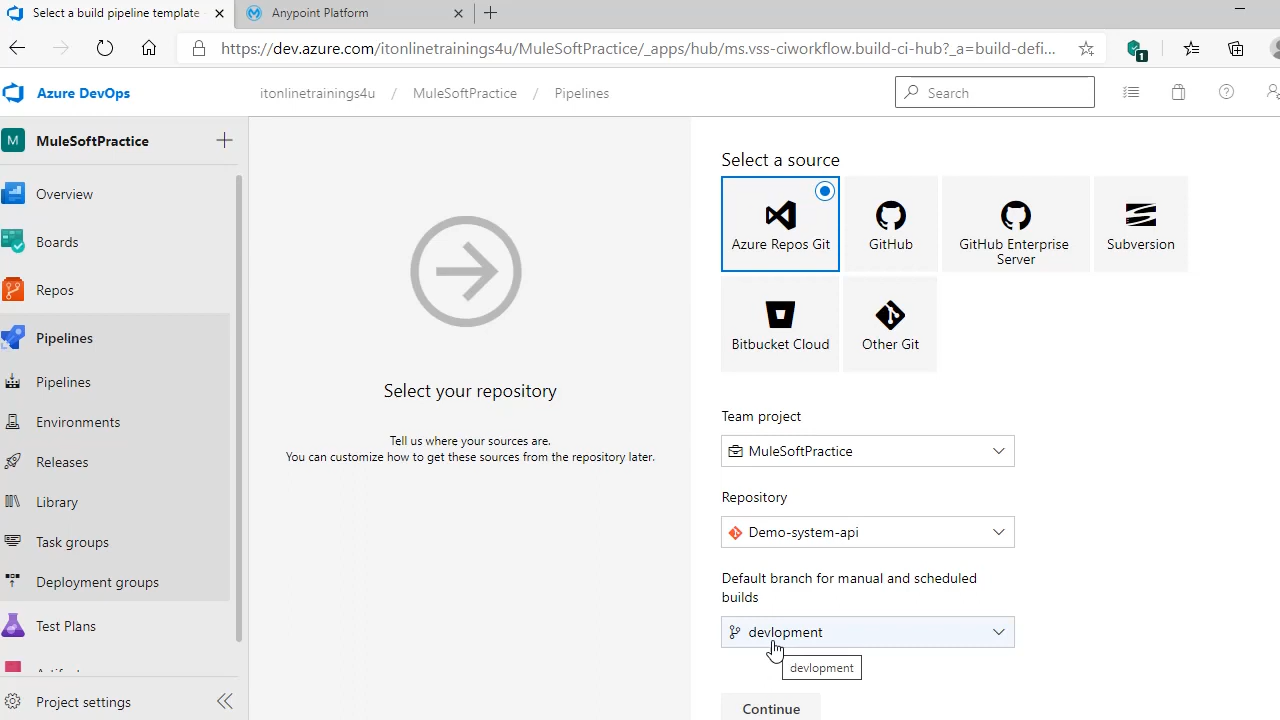 Select a build pipeline template
Anypoint Platform
https://dev.azure.com/itonlinetrainings4u/MuleSoftPractice/_apps/hub/ms.vss-ciworkflow.build-ci-hub?_a=build-defi...
1
Azure DevOps
itonlinetrainings4u / MuleSoftPractice / Pipelines
Search
M MuleSoftPractice
Overview
Boards
Repos
Pipelines
Pipelines
Environments
Releases
Library
Task groups
Deployment groups
Test Plans
Project settings
Select your repository
Tell us where your sources are.
You can customize how to get these sources from the repository later.
Select a source
Azure Repos Git
GitHub
GitHub Enterprise
Server
Subversion
Bitbucket Cloud
Other Git
Team project
MuleSoftPractice
Repository
Demo-system-api
Default branch for manual and scheduled
builds
devlopment
devlopment
Continue